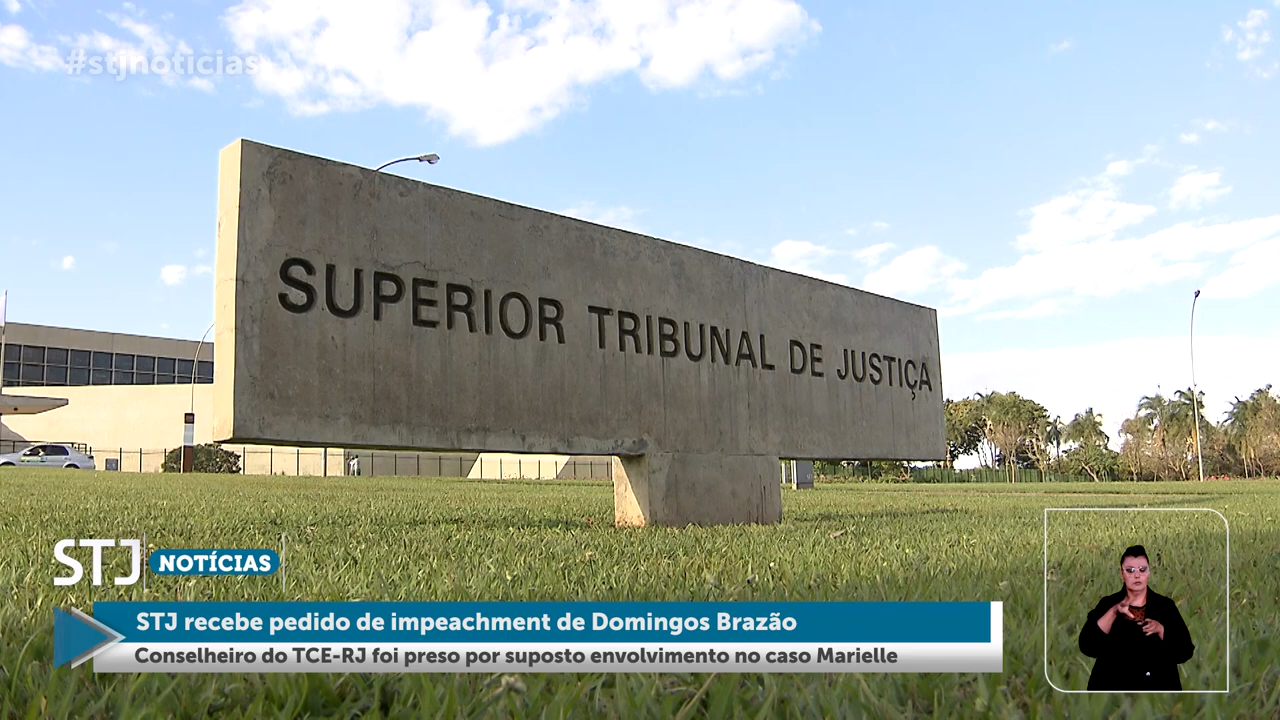 #stjnoticias
SUPERIOR TRIBUNAL DE JUSTIÇA
STJ NOTÍCIAS
STJ recebe pedido de impeachment de Domingos Brazão
Conselheiro do TCE-RJ foi preso por suposto envolvimento no caso Marielle